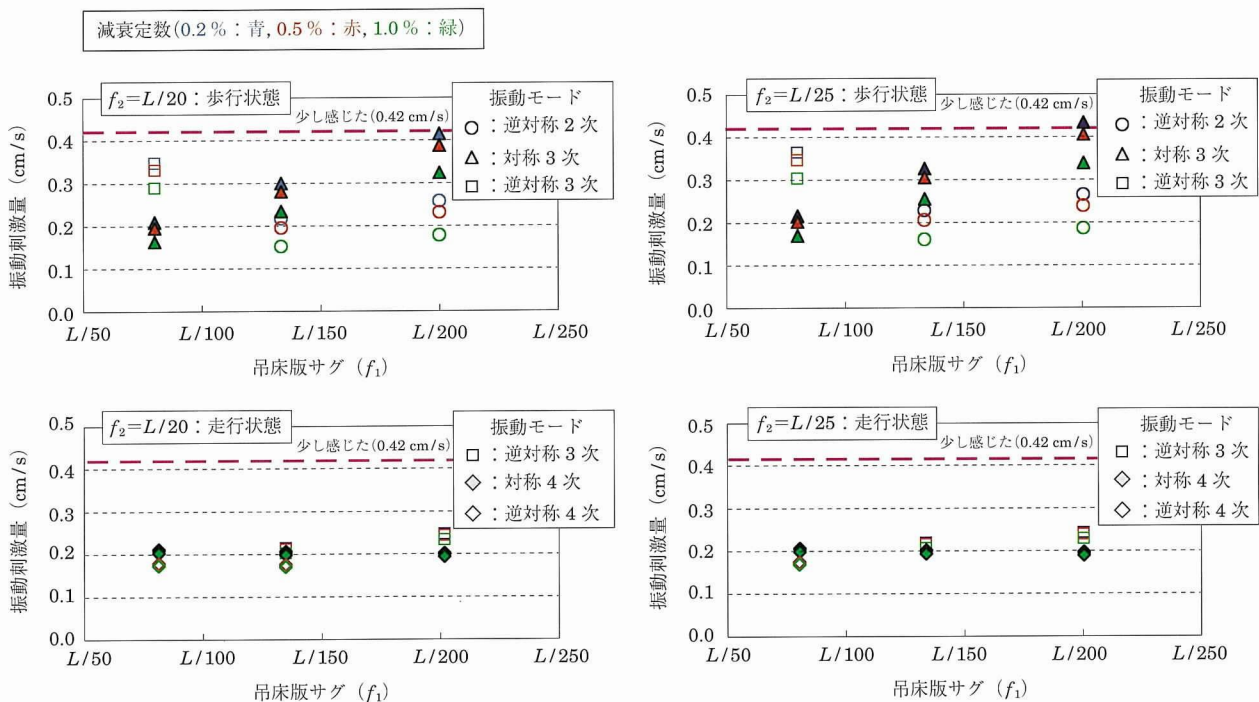 減衰定数(0.2 %：青, 0.5 %：赤, 1.0 %：緑)
f₂=L/20：歩行状態
少し感じた(0.42 cm/s)
振動モード
○：逆対称 2 次
△：対称 3 次
□：逆対称 3 次
振動刺激量 (cm/s)
0.5
0.4
0.3
0.2
0.1
0.0
L/50 L/100 L/150 L/200 L/250
吊床版サグ (f₁)
f₂=L/25：歩行状態
少し感じた(0.42 cm/s)
振動モード
○：逆対称 2 次
△：対称 3 次
□：逆対称 3 次
振動刺激量 (cm/s)
0.5
0.4
0.3
0.2
0.1
0.0
L/50 L/100 L/150 L/200 L/250
吊床版サグ (f₁)
f₂=L/20：走行状態
少し感じた(0.42 cm/s)
振動モード
□：逆対称 3 次
◇：対称 4 次
◇：逆対称 4 次
振動刺激量 (cm/s)
0.5
0.4
0.3
0.2
0.1
0.0
L/50 L/100 L/150 L/200 L/250
吊床版サグ (f₁)
f₂=L/25：走行状態
少し感じた(0.42 cm/s)
振動モード
□：逆対称 3 次
◇：対称 4 次
◇：逆対称 4 次
振動刺激量 (cm/s)
0.5
0.4
0.3
0.2
0.1
0.0
L/50 L/100 L/150 L/200 L/250
吊床版サグ (f₁)